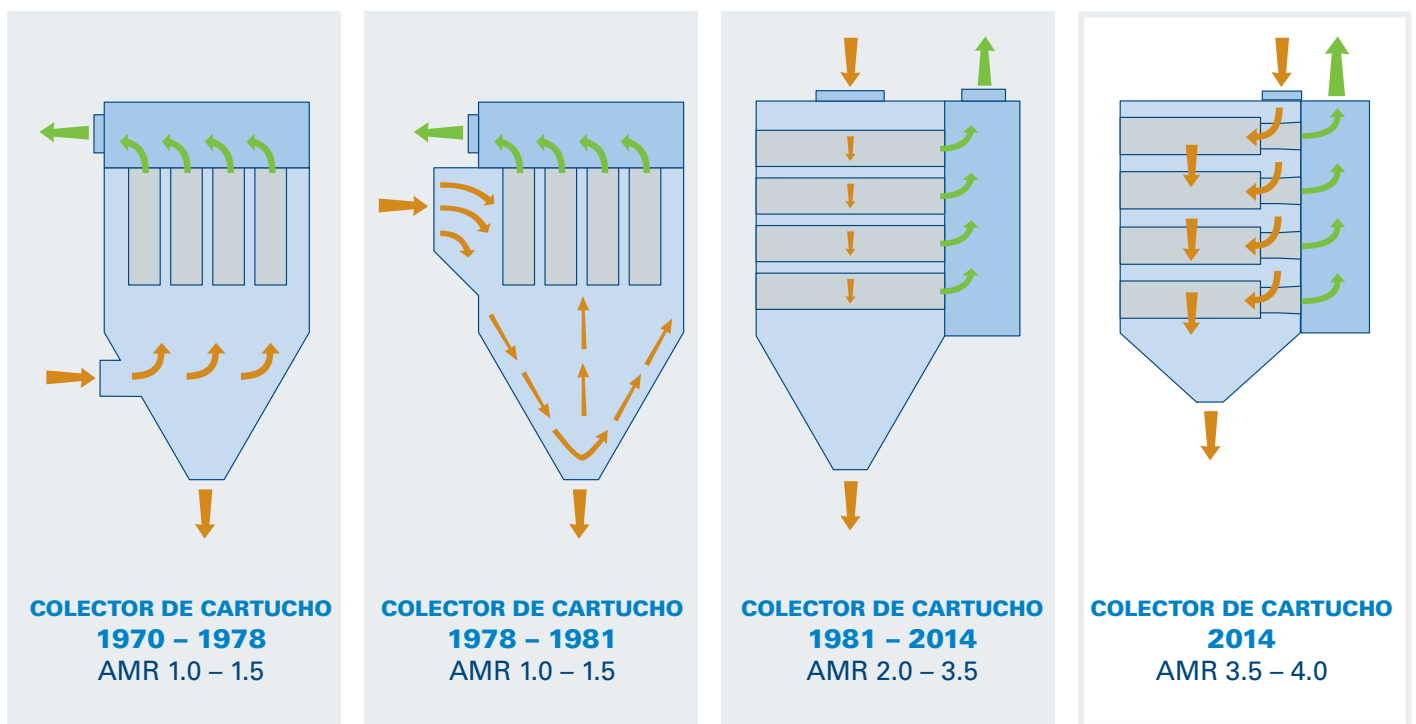 COLECTOR DE CARTUCHO
1970 – 1978
AMR 1.0 – 1.5
COLECTOR DE CARTUCHO
1978 – 1981
AMR 1.0 – 1.5
COLECTOR DE CARTUCHO
1981 – 2014
AMR 2.0 – 3.5
COLECTOR DE CARTUCHO
2014
AMR 3.5 – 4.0